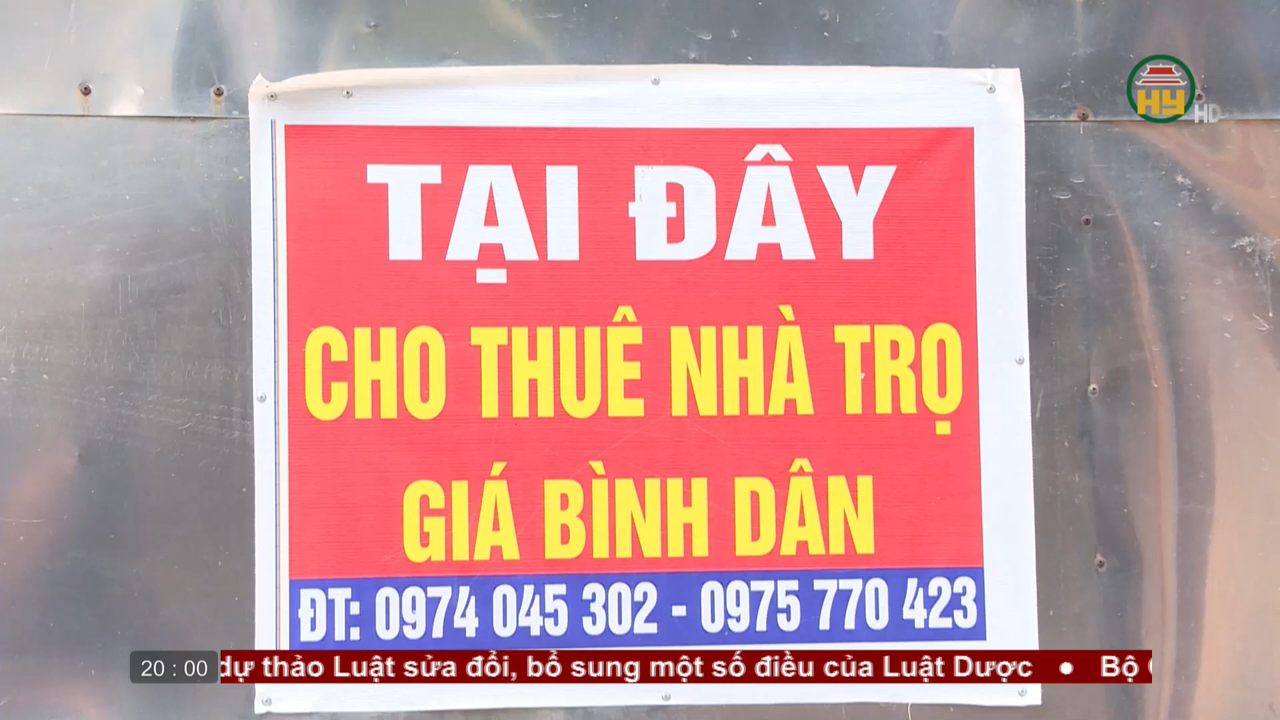 HY
HD
TẠI ĐÂY
CHO THUÊ NHÀ TRỌ
GIÁ BÌNH DÂN
ĐT: 0974 045 302 - 0975 770 423
20 : 00
dự thảo Luật sửa đổi, bổ sung một số điều của Luật Dược ● Bộ